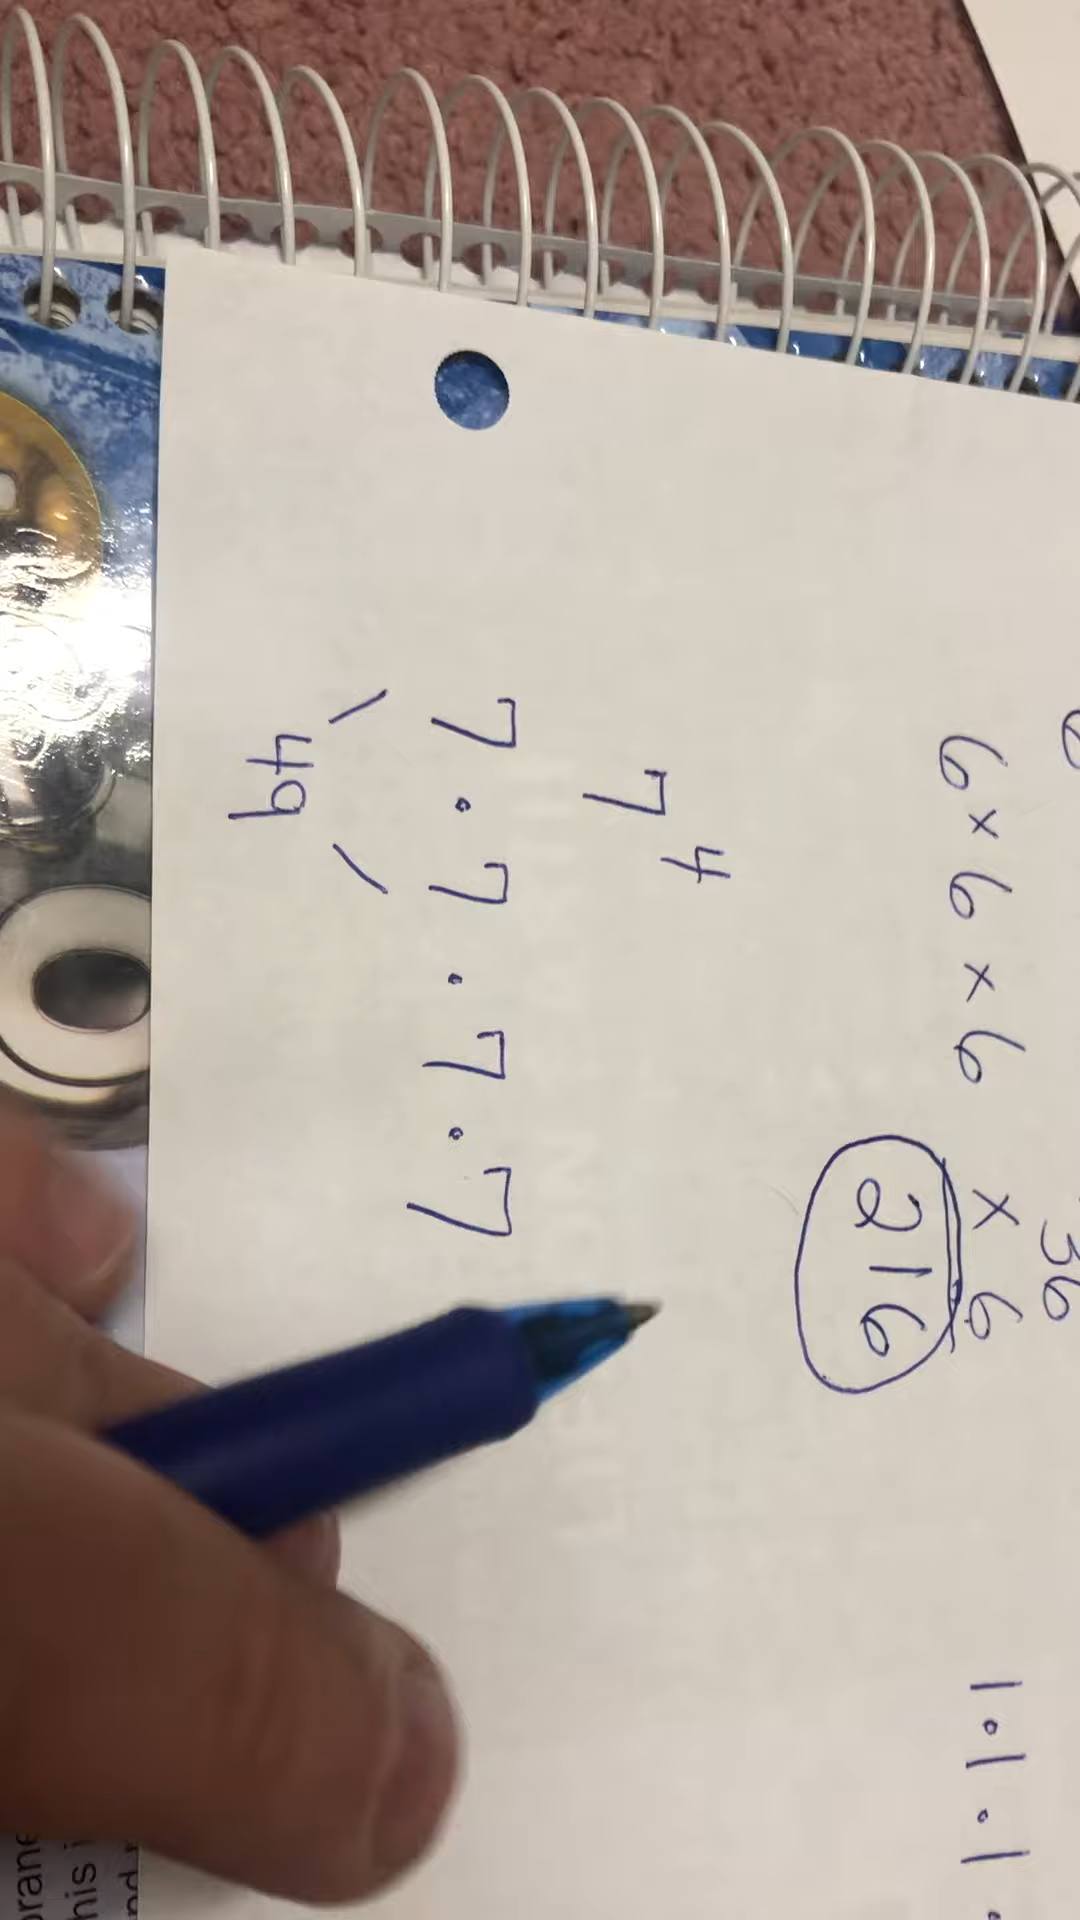 6 × 6 × 6
36
× 6
216
1 · 1 · 1 ·
7⁴
7 · 7 · 7 · 7
49